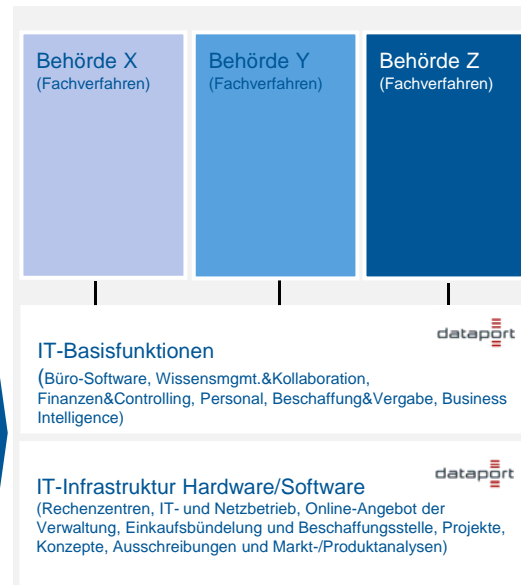 Behörde X
(Fachverfahren)
Behörde Y
(Fachverfahren)
Behörde Z
(Fachverfahren)
dataport
IT-Basisfunktionen
(Büro-Software, Wissensmgmt.&Kollaboration,
Finanzen&Controlling, Personal, Beschaffung&Vergabe, Business
Intelligence)
dataport
IT-Infrastruktur Hardware/Software
(Rechenzentren, IT- und Netzbetrieb, Online-Angebot der
Verwaltung, Einkaufsbündelung und Beschaffungsstelle, Projekte,
Konzepte, Ausschreibungen und Markt-/Produktanalysen)